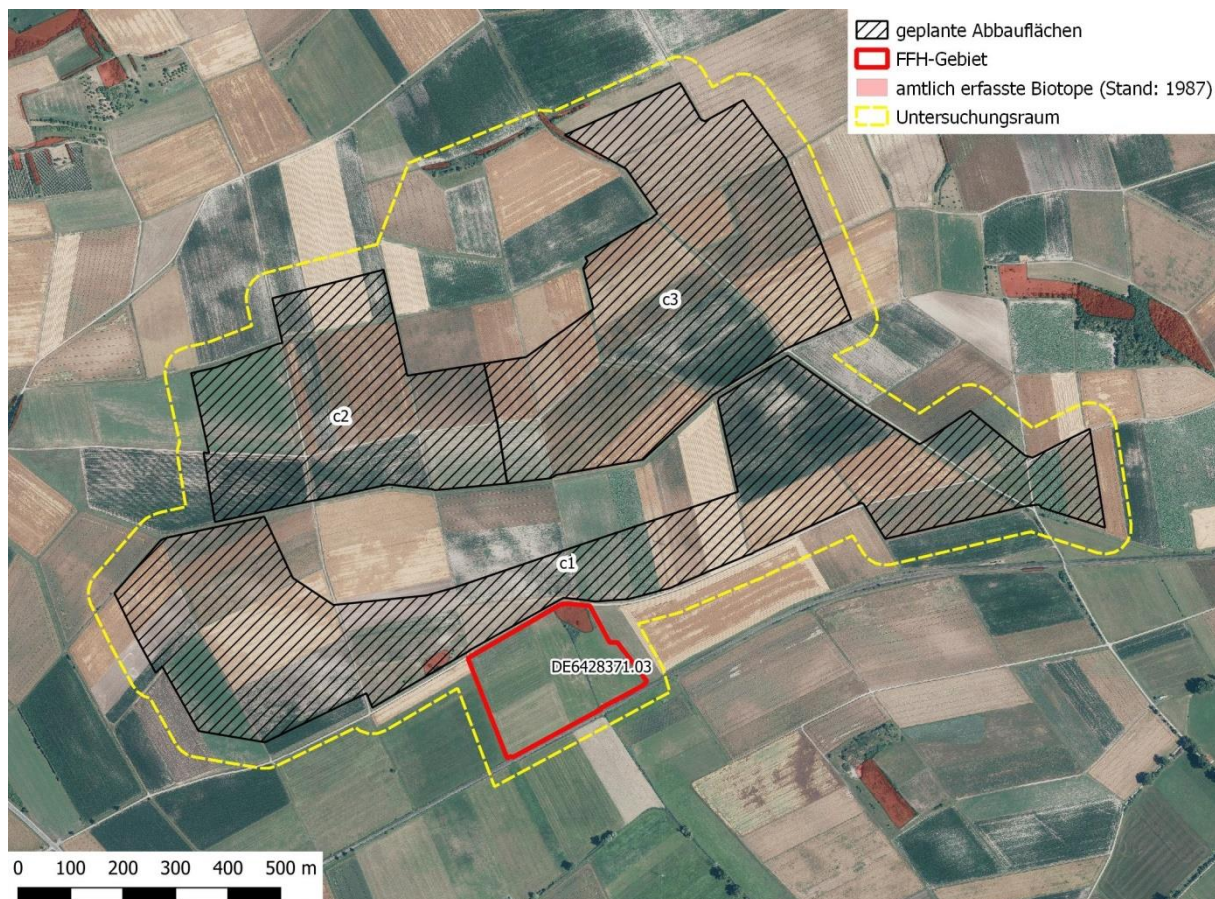 geplante Abbauflächen
FFH-Gebiet
amtlich erfasste Biotope (Stand: 1987)
Untersuchungsraum
c3
c2
c1
DE6428371.03
0 100 200 300 400 500 m